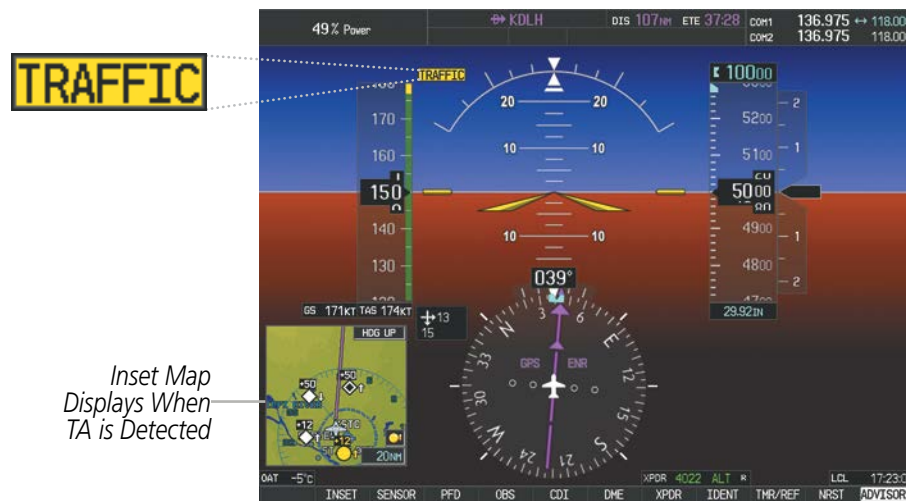 49% Power
KDLH
DIS 107NM ETE 37:28
COM1 136.975 ↔ 118.00
COM2 136.975 118.00
TRAFFIC
TRAFFIC
10000
20 20
170
5200
2
160
10 10
5100
1
150
5000
140
4900
10 10
1
130
4800
2
039°
GS 171KT TAS 174KT
29.92IN
13
15
HDG UP
N 3 6 E 12 15 S 21 24 W 30 33
GPS ENR
+50
+50
+12
+12
20NM
Inset Map
Displays When
TA is Detected
OAT -5°C
XPDR 4022 ALT R
LCL 17:23:0
INSET SENSOR PFD OBS CDI DME XPDR IDENT TMR/REF NRST ADVISOR